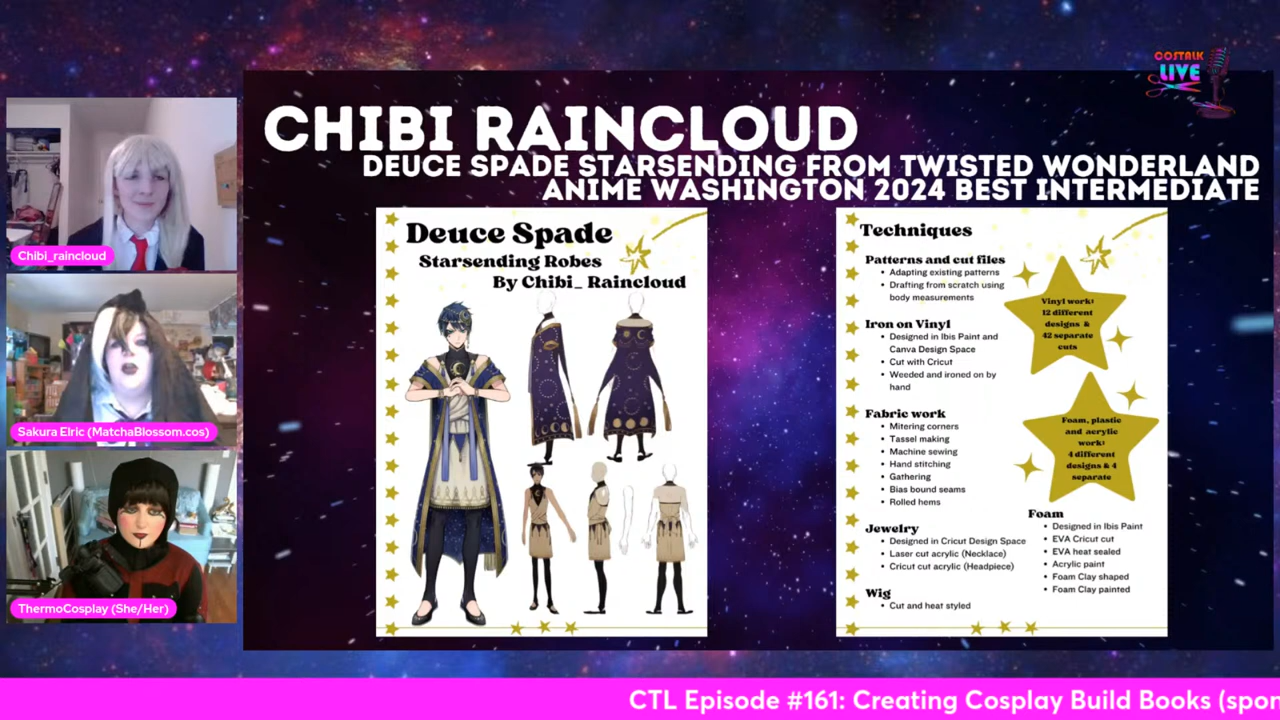 COSTALK
LIVE
CHIBI RAINCLOUD
DEUCE SPADE STARSENDING FROM TWISTED WONDERLAND
ANIME WASHINGTON 2024 BEST INTERMEDIATE
Chibi_raincloud
Sakura Elric (MatchaBlossom.cos)
ThermoCosplay (She/Her)
Deuce Spade
Starsending Robes
By Chibi_ Raincloud
Techniques
Patterns and cut files
• Adapting existing patterns
• Drafting from scratch using
body measurements
Iron on Vinyl
• Designed in Ibis Paint and
Canva Design Space
• Cut with Cricut
• Weeded and ironed on by
hand
Fabric work
• Mitering corners
• Tassel making
• Machine sewing
• Hand stitching
• Gathering
• Bias bound seams
• Rolled hems
Jewelry
• Designed in Cricut Design Space
• Laser cut acrylic (Necklace)
• Cricut cut acrylic (Headpiece)
Wig
• Cut and heat styled
Vinyl work:
12 different
designs &
42 separate
cuts
Foam, plastic
and acrylic
work:
4 different
designs & 4
separate
Foam
• Designed in Ibis Paint
• EVA Cricut cut
• EVA heat sealed
• Acrylic paint
• Foam Clay shaped
• Foam Clay painted
CTL Episode #161: Creating Cosplay Build Books (spon